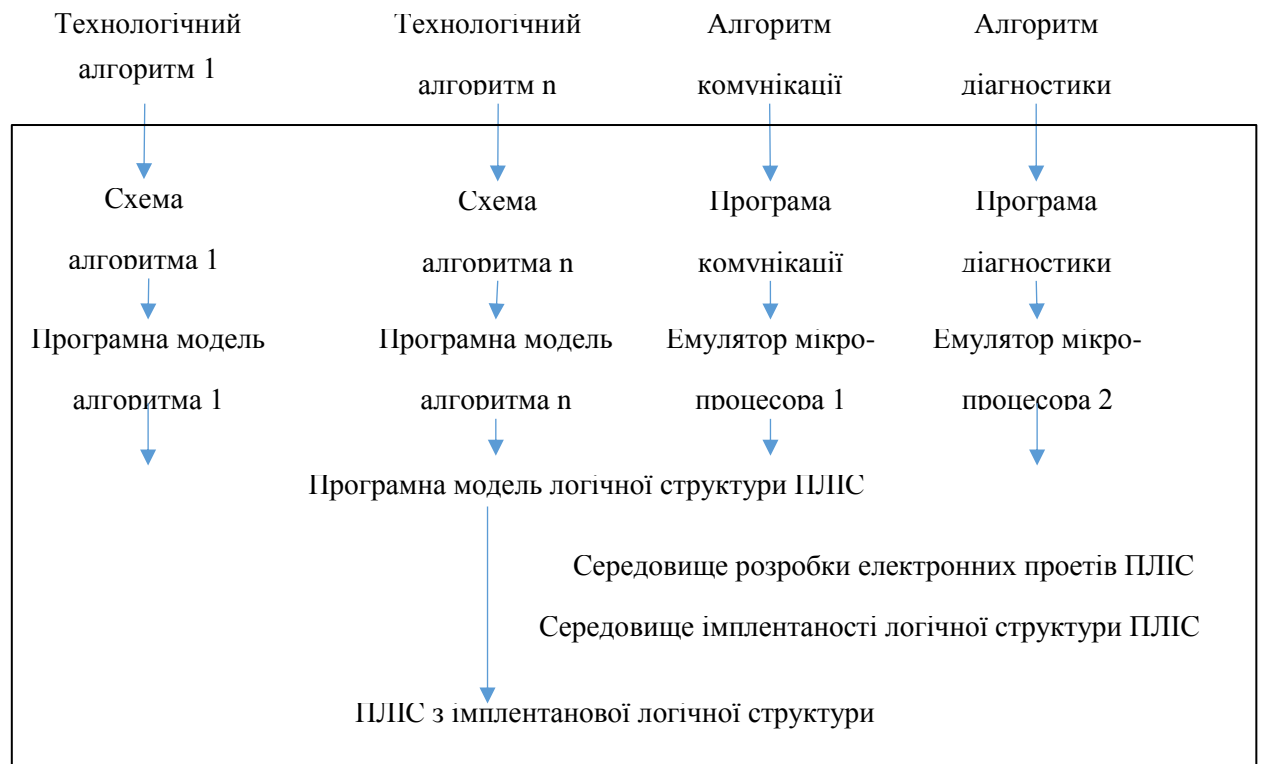 Технологічний
алгоритм 1
Технологічний
алгоритм n
Алгоритм
комунікації
Алгоритм
діагностики
Схема
алгоритма 1
Схема
алгоритма n
Програма
комунікації
Програма
діагностики
Програмна модель
алгоритма 1
Програмна модель
алгоритма n
Емулятор мікро-
процесора 1
Емулятор мікро-
процесора 2
Програмна модель логічної структури ПЛІС
Середовище розробки електронних проетів ПЛІС
Середовище імплентаності логічної структури ПЛІС
ПЛІС з імплентанової логічної структури